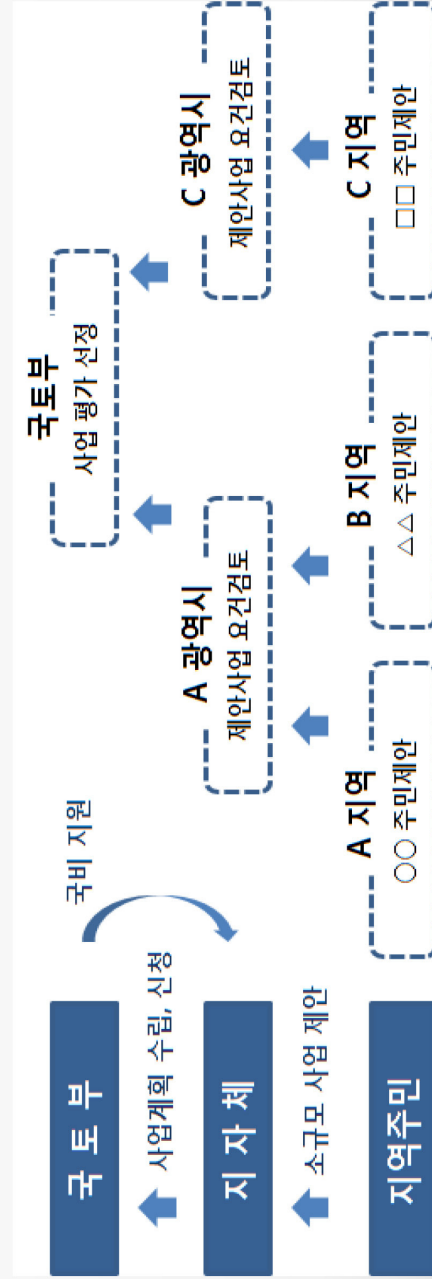 국토부
국비 지원
국토부
사업 평가 선정
사업계획 수립, 신청
지자체
A 광역시
제안사업 요건검토
C 광역시
제안사업 요건검토
소규모 사업 제안
지역주민
A 지역
○○ 주민제안
B 지역
△△ 주민제안
C 지역
□□ 주민제안